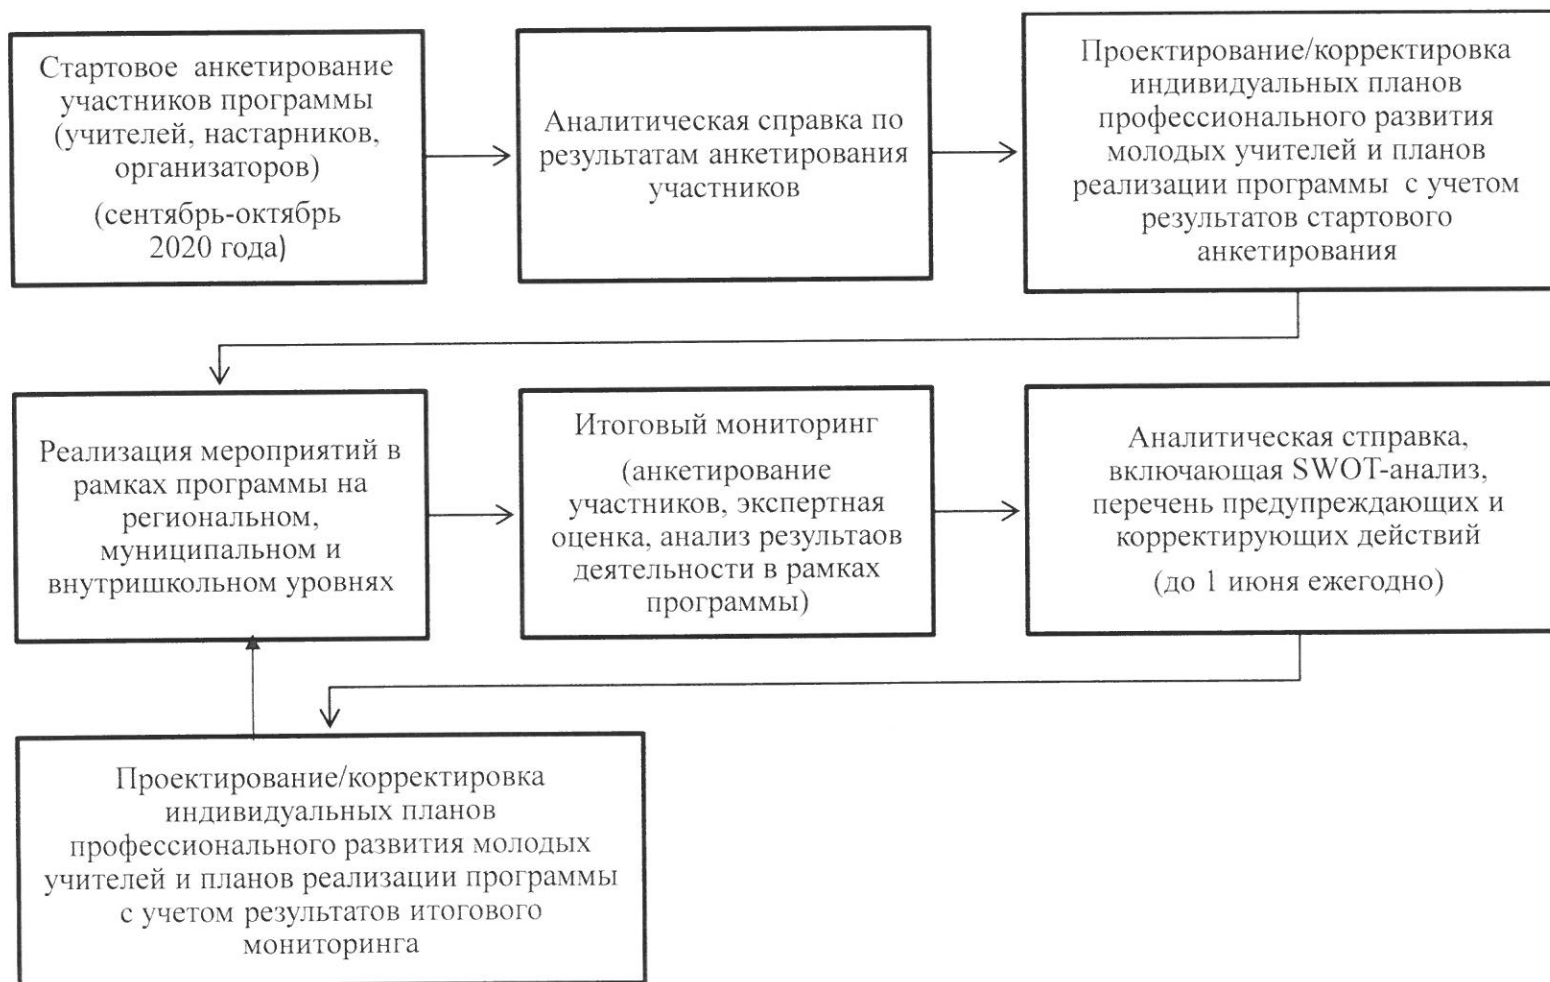 Стартовое анкетирование
участников программы
(учителей, настарников,
организаторов)
(сентябрь-октябрь
2020 года)
Аналитическая справка по
результатам анкетирования
участников
Проектирование/корректировка
индивидуальных планов
профессионального развития
молодых учителей и планов
реализации программы с учетом
результатов стартового
анкетирования
Реализация мероприятий в
рамках программы на
региональном,
муниципальном и
внутришкольном уровнях
Итоговый мониторинг
(анкетирование
участников, экспертная
оценка, анализ результаов
деятельности в рамках
программы)
Аналитическая стправка,
включающая SWOT-анализ,
перечень предупреждающих и
корректирующих действий
(до 1 июня ежегодно)
Проектирование/корректировка
индивидуальных планов
профессионального развития молодых
учителей и планов реализации программы
с учетом результатов итогового
мониторинга